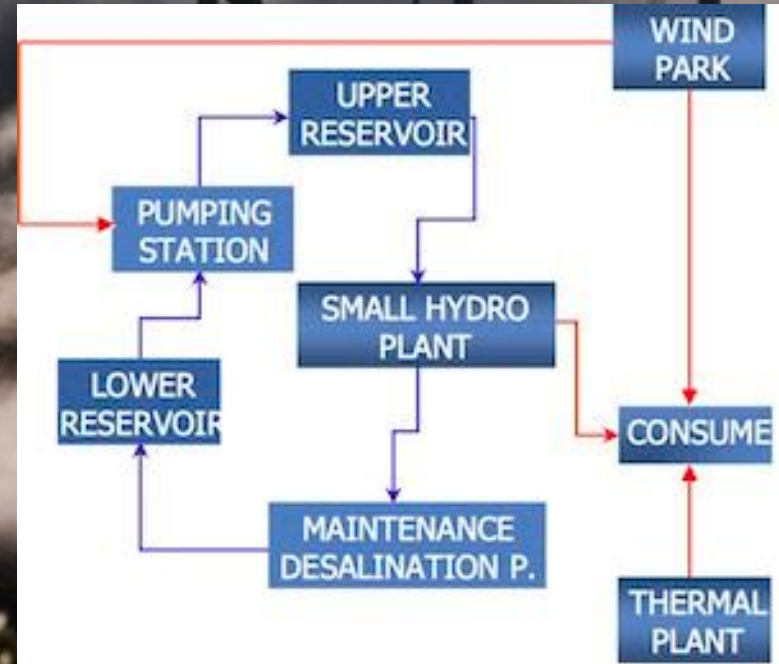 WIND
PARK
UPPER
RESERVOIR
PUMPING
STATION
SMALL HYDRO
PLANT
LOWER
RESERVOIR
CONSUME
MAINTENANCE
DESALINATION P.
THERMAL
PLANT